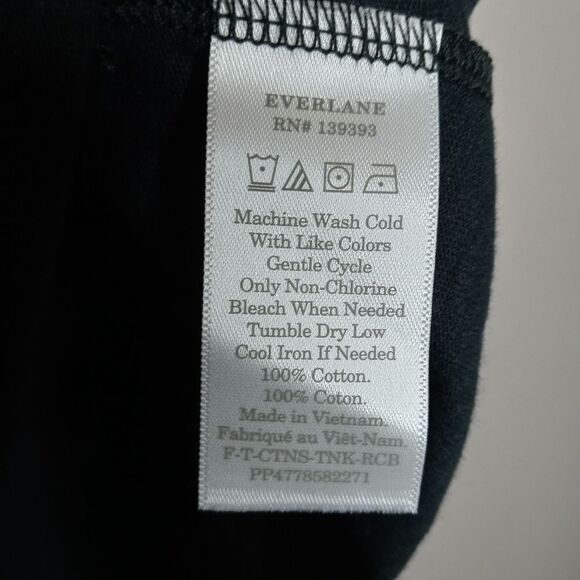 EVERLANE
RN# 139393
Machine Wash Cold
With Like Colors
Gentle Cycle
Only Non-Chlorine
Bleach When Needed
Tumble Dry Low
Cool Iron If Needed
100% Cotton.
100% Coton.
Made in Vietnam.
Fabriqué au Viêt-Nam.
F-T-CTNS-TNK-RCB
PP4778582271